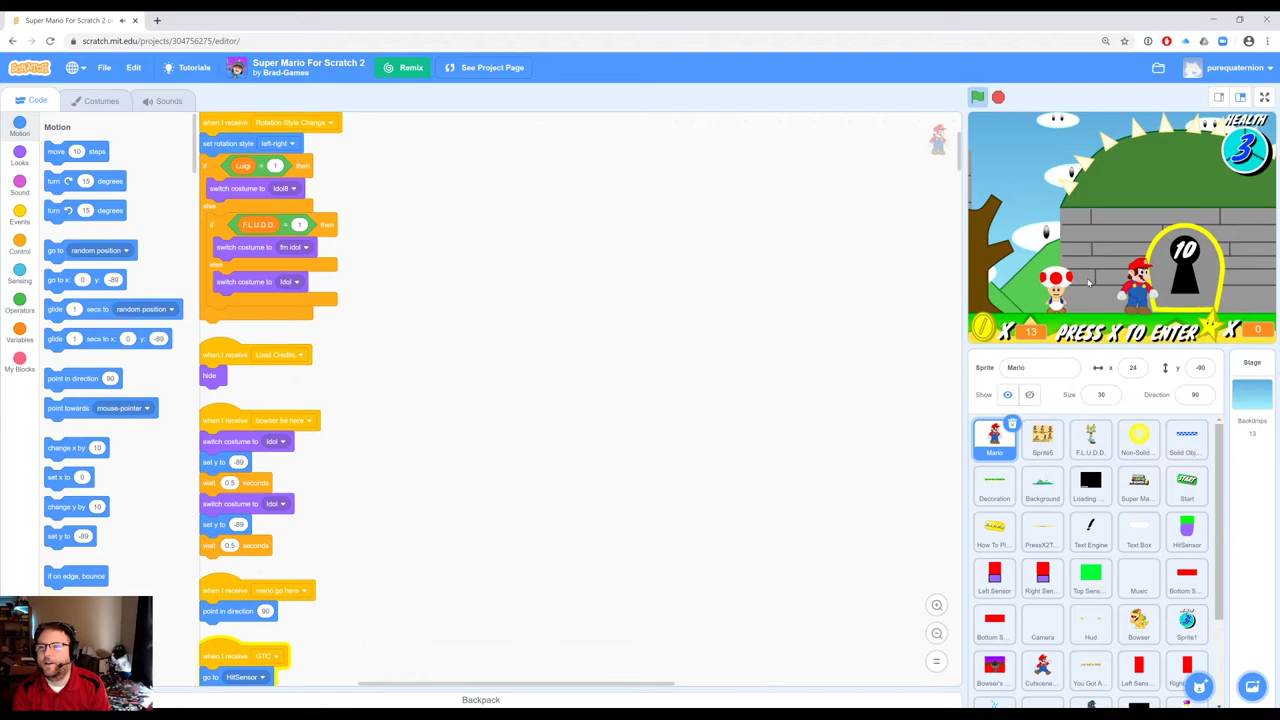 Super Mario For Scratch 2 o
scratch.mit.edu/projects/304756275/editor/
SCRATCH
File
Edit
Tutorials
Super Mario For Scratch 2
by Brad-Games
Remix
See Project Page
purequaternion
Code
Costumes
Sounds
Motion
Looks
Sound
Events
Control
Sensing
Operators
Variables
My Blocks
Motion
move 10 steps
turn 15 degrees
turn 15 degrees
go to random position
go to x: 0 y: -89
glide 1 secs to random position
glide 1 secs to x: 0 y: -89
point in direction 90
point towards mouse-pointer
change x by 10
set x to 0
change y by 10
set y to -89
if on edge, bounce
when I receive Rotation Style Change
set rotation style left-right
if Luigi = 1 then
switch costume to Idol8
else
if F.L.U.D.D. = 1 then
switch costume to fm idol
else
switch costume to Idol
when I receive Load Credits
hide
when I receive bowser be here
switch costume to Idol
set y to -89
wait 0.5 seconds
switch costume to Idol
set y to -89
wait 0.5 seconds
when I receive mario go here
point in direction 90
when I receive GTC
go to HitSensor
Backpack
HEALTH
3
10
X 13 PRESS X TO ENTER X 0
Sprite Mario x 24 y -90
Show Size 30 Direction 90
Stage
Backdrops
13
Mario
Sprite5
F.L.U.D.D.
Non-Solid...
Solid Obj...
Decoration
Background
Loading ...
Super Ma...
Start
How To Pl...
PressX2T...
Text Engine
Text Box
HitSensor
Left Sensor
Right Sen...
Top Sens...
Music
Bottom S...
Bottom S...
Camera
Hud
Bowser
Sprite1
Bowser's ...
Cutscene...
You Got A...
Left Sens...